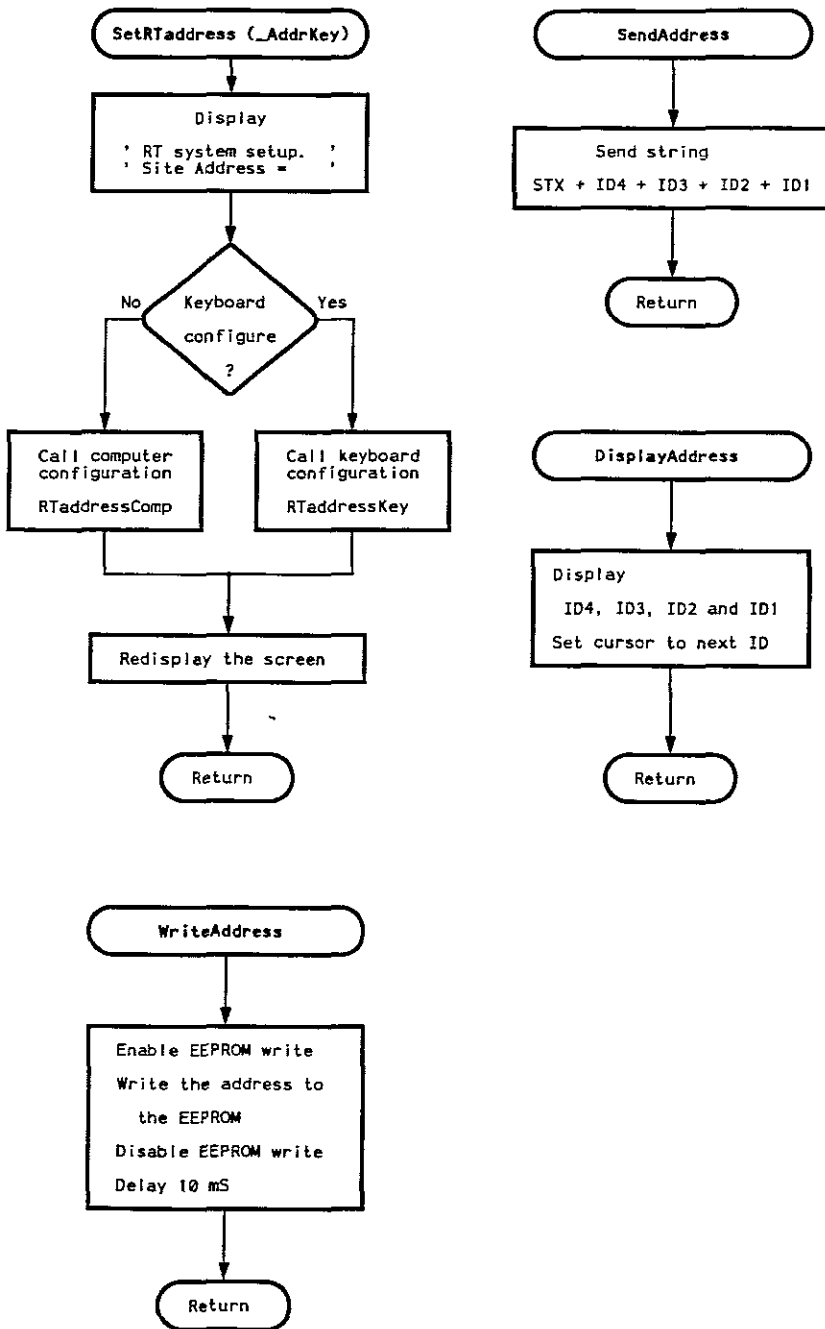 SetRTaddress (_AddrKey)
Display
' RT system setup. '
' Site Address = '
No
Keyboard
configure
?
Yes
Call computer
configuration
RTaddressComp
Call keyboard
configuration
RTaddressKey
Redisplay the screen
Return
SendAddress
Send string
STX + ID4 + ID3 + ID2 + ID1
Return
DisplayAddress
Display
ID4, ID3, ID2 and ID1
Set cursor to next ID
Return
WriteAddress
Enable EEPROM write
Write the address to
the EEPROM
Disable EEPROM write
Delay 10 mS
Return